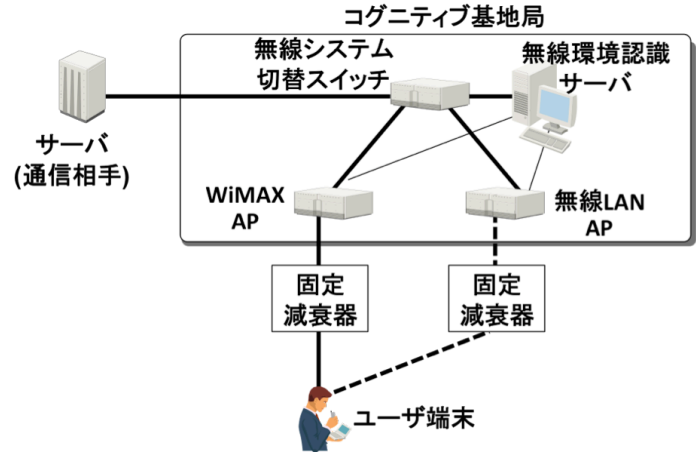 コグニティブ基地局
無線システム
切替スイッチ
無線環境認識
サーバ
サーバ
(通信相手)
WiMAX
AP
無線LAN
AP
固定
減衰器
固定
減衰器
ユーザ端末